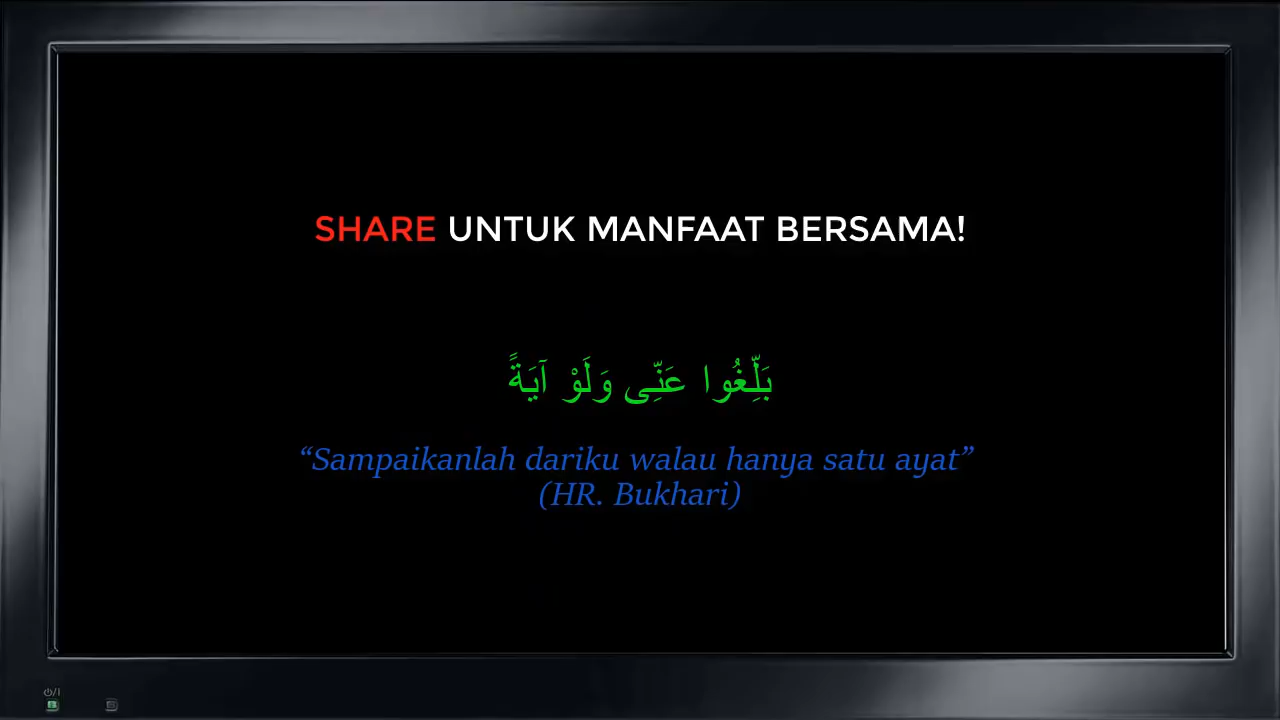 SHARE UNTUK MANFAAT BERSAMA!
بَلِّغُوا عَنِّى وَلَوْ آيَةً
“Sampaikanlah dariku walau hanya satu ayat”
(HR. Bukhari)